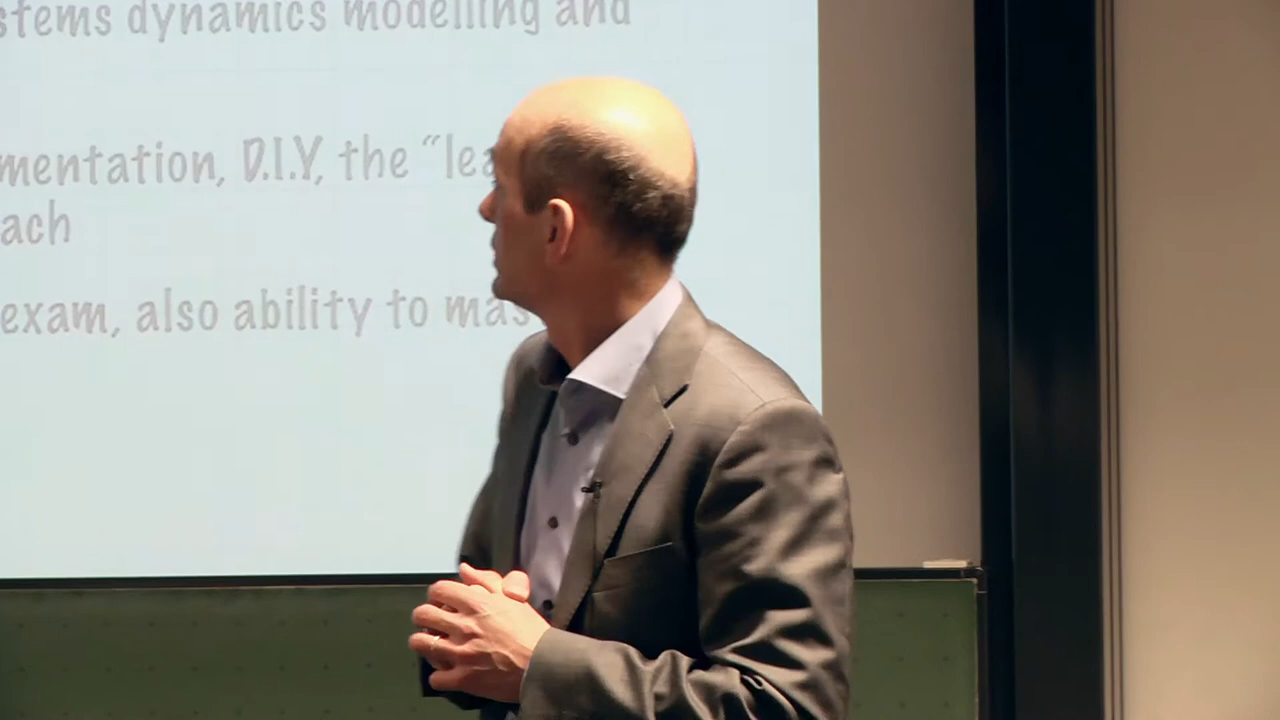 stems dynamics modelling and
mentation, D.I.Y, the “lea
ach
exam, also ability to mas